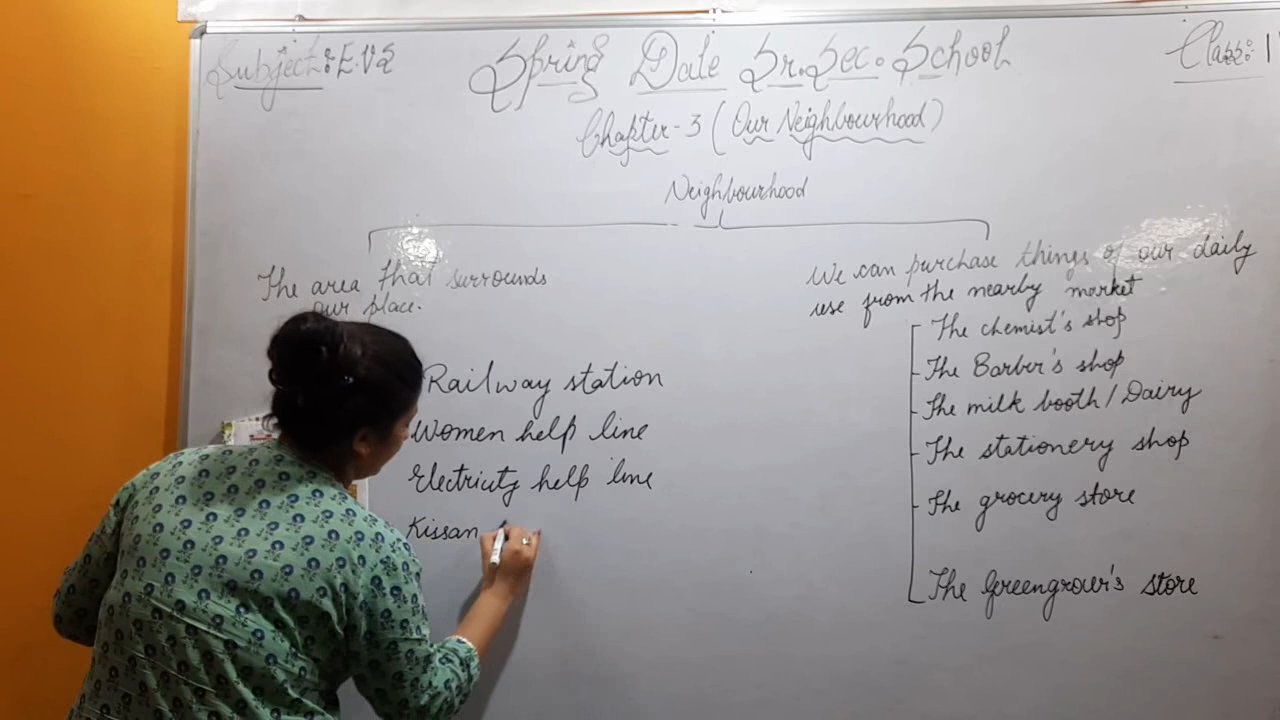 Subject:E.V.S
Spring Dale Sr.Sec.School
Class:-
Chapter-3 (Our Neighbourhood)
Neighbourhood
The area that surrounds
our place.
Railway station
Women help line
Electricity help line
Kissan
We can purchase things of our daily
use from the nearby market
The chemist's shop
The Barber's shop
The milk booth/Dairy
The stationery shop
The grocery store
The Greengrower's store